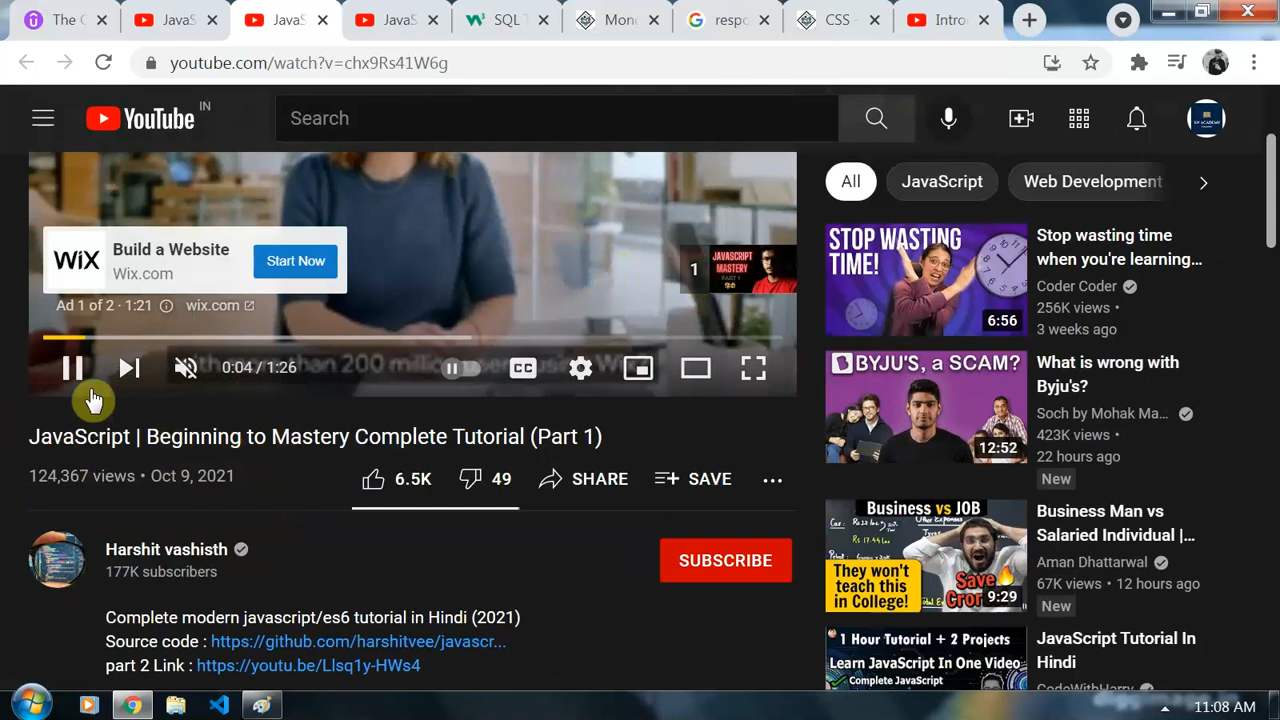 The C
JavaS
JavaS
JavaS
SQL T
Mong
respo
CSS -
Intro
youtube.com/watch?v=chx9Rs41W6g
YouTube IN
Search
All
JavaScript
Web Development
WiX
Build a Website
Wix.com
Start Now
1
JAVASCRIPT
MASTERY
Ad 1 of 2 · 1:21
wix.com
0:04 / 1:26
CC
JavaScript | Beginning to Mastery Complete Tutorial (Part 1)
124,367 views • Oct 9, 2021
6.5K
49
SHARE
SAVE
Harshit vashisth
177K subscribers
SUBSCRIBE
Complete modern javascript/es6 tutorial in Hindi (2021)
Source code : https://github.com/harshitvee/javascr...
part 2 Link : https://youtu.be/Llsq1y-HWs4
STOP WASTING
TIME!
6:56
Stop wasting time
when you're learning...
Coder Coder
256K views •
3 weeks ago
BYJU'S, a SCAM?
12:52
What is wrong with
Byju's?
Soch by Mohak Ma...
423K views •
22 hours ago
New
Business vs JOB
They won't
teach this
in College!
Save
9:29
Business Man vs
Salaried Individual |...
Aman Dhattarwal
67K views • 12 hours ago
New
1 Hour Tutorial + 2 Projects
Learn JavaScript In One Video
Complete JavaScript
JavaScript Tutorial In
Hindi
CodeWithHarry
11:08 AM